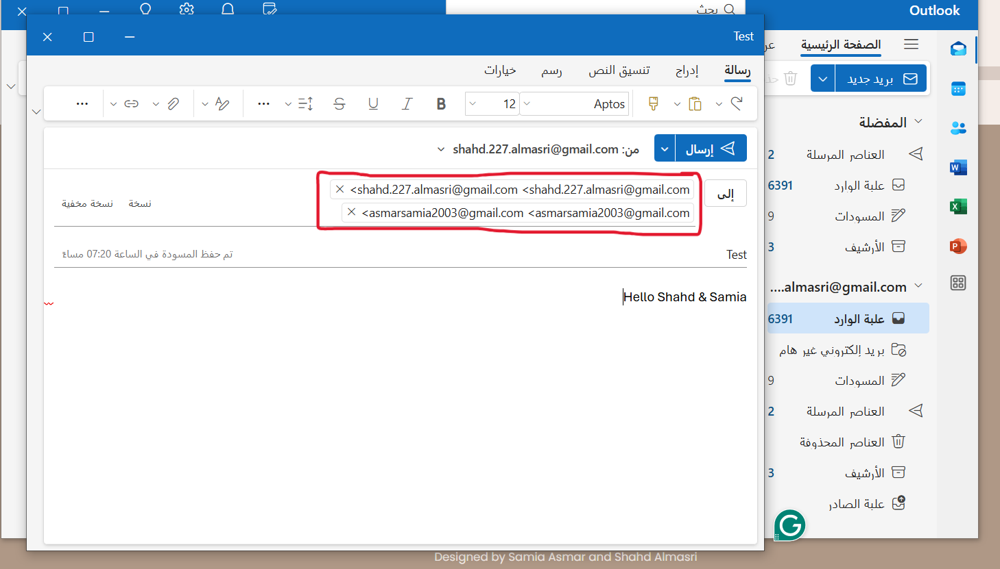 Outlook
بحث
Test
الصفحة الرئيسية
رسالة
إدراج
تنسيق النص
رسم
خيارات
بريد جديد
Aptos
12
B I U S
المفضلة
العناصر المرسلة 2
علبة الوارد 6391
المسودات 9
الأرشيف 3
إرسال
من: shahd.227.almasri@gmail.com
إلى
<shahd.227.almasri@gmail.com <shahd.227.almasri@gmail.com
<asmarsamia2003@gmail.com <asmarsamia2003@gmail.com
نسخة
نسخة مخفية
Test
تم حفظ المسودة في الساعة 07:20 مساءً
Hello Shahd & Samia
....almasri@gmail.com
علبة الوارد 6391
بريد إلكتروني غير هام
المسودات 9
العناصر المرسلة 2
العناصر المحذوفة
الأرشيف 3
علبة الصادر
Designed by Samia Asmar and Shahd Almasri